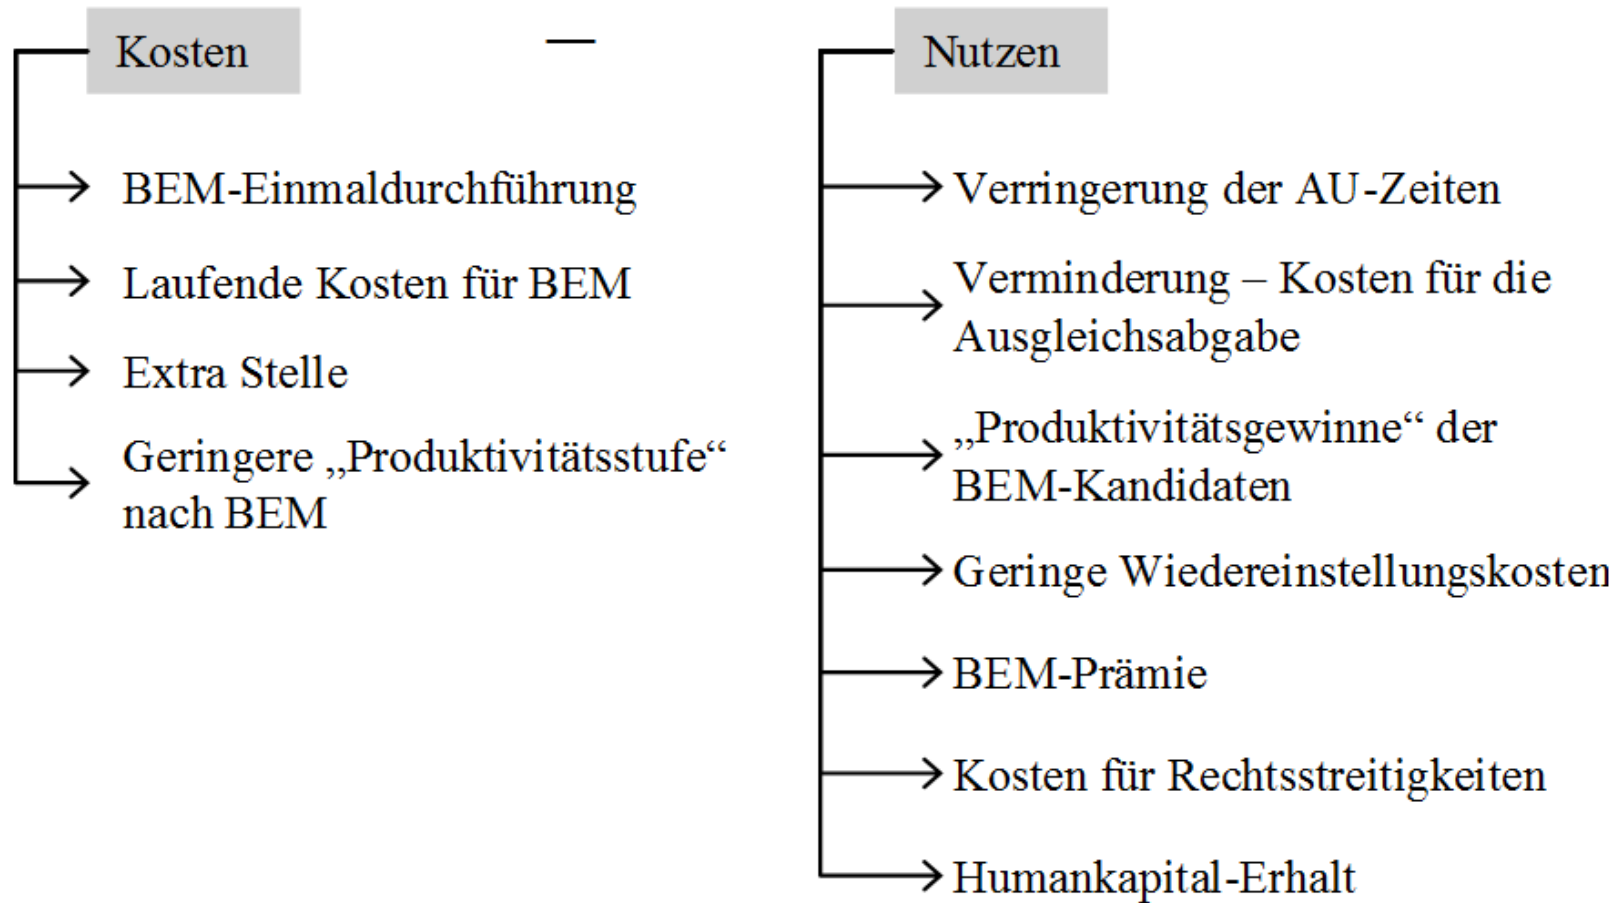 Kosten
—
Nutzen
BEM-Einmaldurchführung
Laufende Kosten für BEM
Extra Stelle
Geringere „Produktivitätsstufe“
nach BEM
Verringerung der AU-Zeiten
Verminderung – Kosten für die
Ausgleichsabgabe
„Produktivitätsgewinne“ der
BEM-Kandidaten
Geringe Wiedereinstellungskosten
BEM-Prämie
Kosten für Rechtsstreitigkeiten
Humankapital-Erhalt